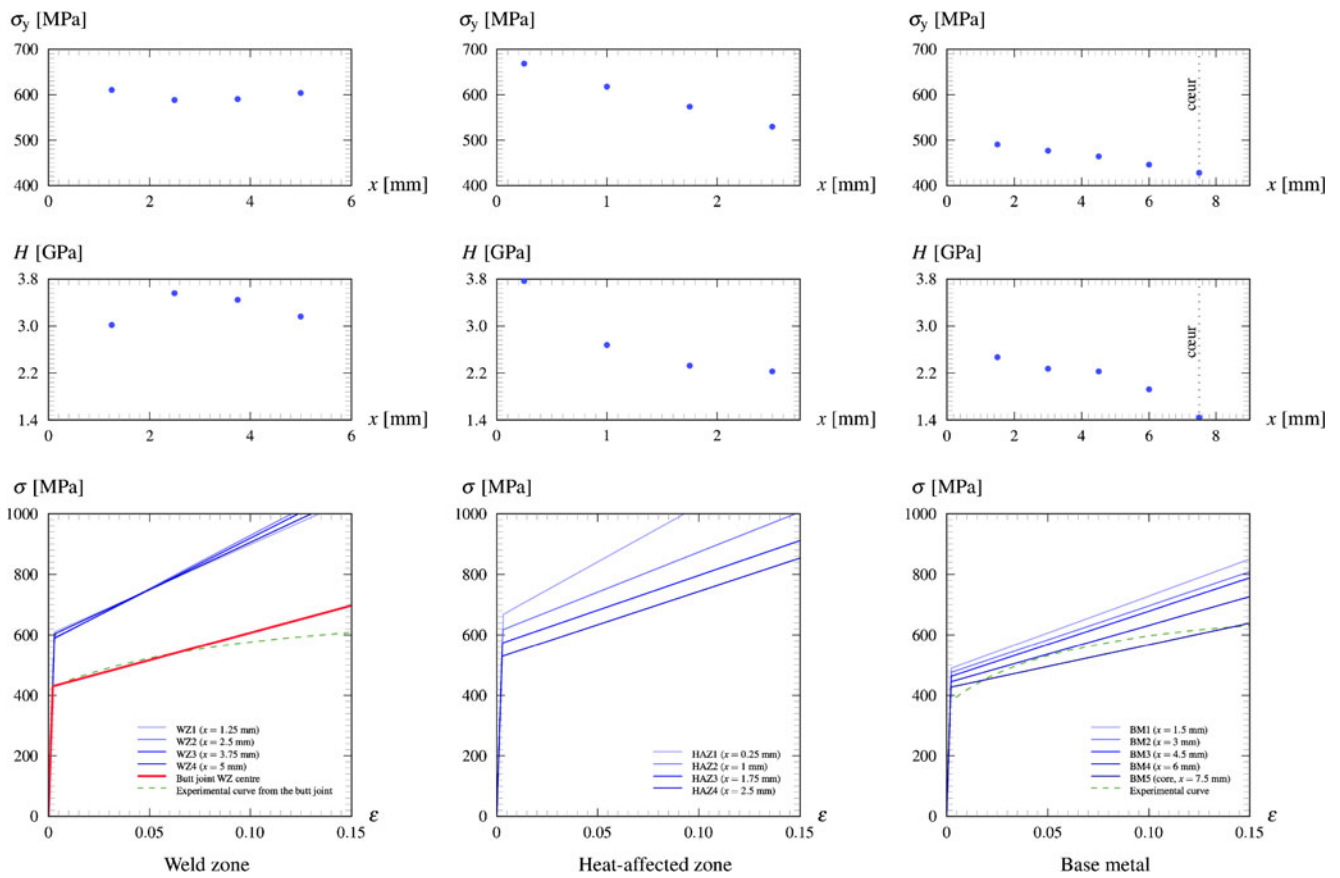 σy [MPa]
700
600
500
400
0 2 4 6
x [mm]
σy [MPa]
700
600
500
400
0 1 2
x [mm]
σy [MPa]
700
600
500
400
0 2 4 6 8
x [mm]
cœur
H [GPa]
3.8
3.0
2.2
1.4
0 2 4 6
x [mm]
H [GPa]
3.8
3.0
2.2
1.4
0 1 2
x [mm]
H [GPa]
3.8
3.0
2.2
1.4
0 2 4 6 8
x [mm]
cœur
σ [MPa]
1000
800
600
400
200
0
0 0.05 0.10 0.15
ε
WZ1 (x = 1.25 mm)
WZ2 (x = 2.5 mm)
WZ3 (x = 3.75 mm)
WZ4 (x = 5 mm)
Butt joint WZ centre
Experimental curve from the butt joint
Weld zone
σ [MPa]
1000
800
600
400
200
0
0 0.05 0.10 0.15
ε
HAZ1 (x = 0.25 mm)
HAZ2 (x = 1 mm)
HAZ3 (x = 1.75 mm)
HAZ4 (x = 2.5 mm)
Heat-affected zone
σ [MPa]
1000
800
600
400
200
0
0 0.05 0.10 0.15
ε
BM1 (x = 1.5 mm)
BM2 (x = 3 mm)
BM3 (x = 4.5 mm)
BM4 (x = 6 mm)
BM5 (core, x = 7.5 mm)
Experimental curve
Base metal